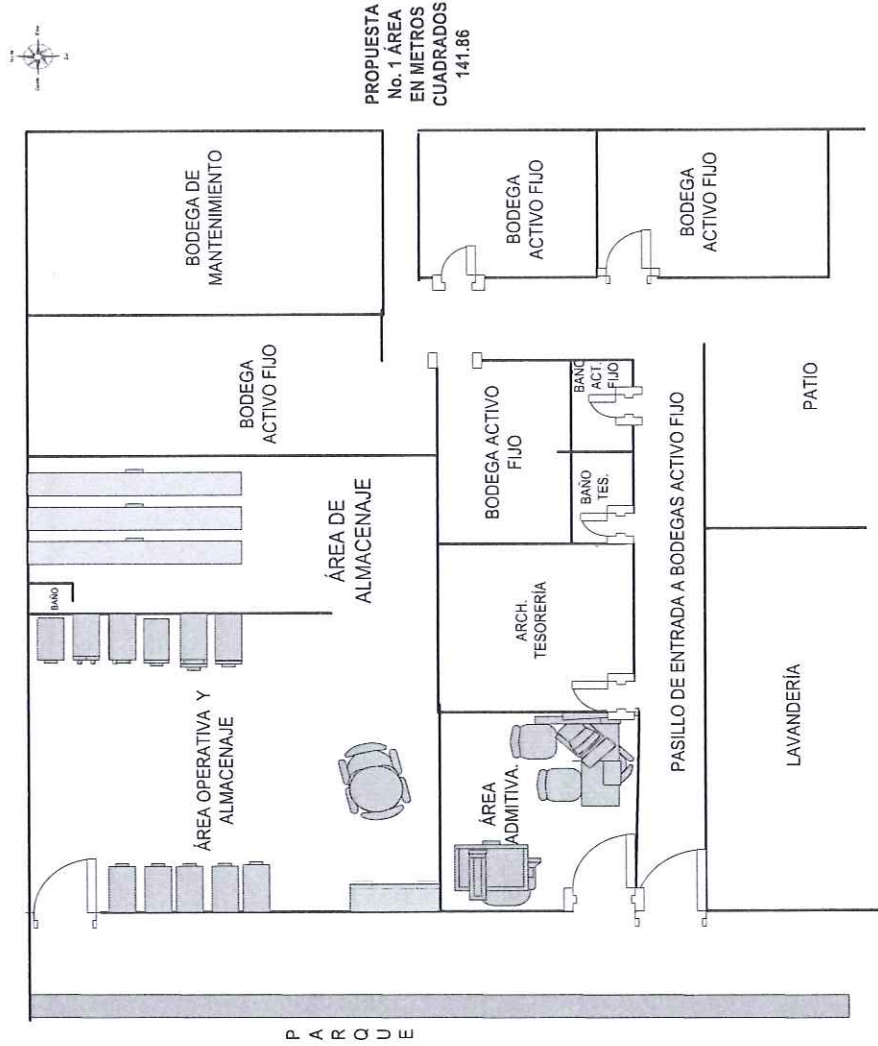 PROPUESTA
No. 1 ÁREA
EN METROS
CUADRADOS
141.86
BODEGA DE
MANTENIMIENTO
BODEGA
ACTIVO FIJO
BODEGA
ACTIVO FIJO
BODEGA
ACTIVO FIJO
ÁREA DE
ALMACENAJE
BAÑO
ÁREA OPERATIVA Y
ALMACENAJE
BODEGA ACTIVO
FIJO
BAÑO
ACT.
FIJO
BAÑO
TES.
ARCH.
TESORERÍA
ÁREA
ADMITIVA.
PASILLO DE ENTRADA A BODEGAS ACTIVO FIJO
PATIO
LAVANDERÍA
P
A
R
Q
U
E